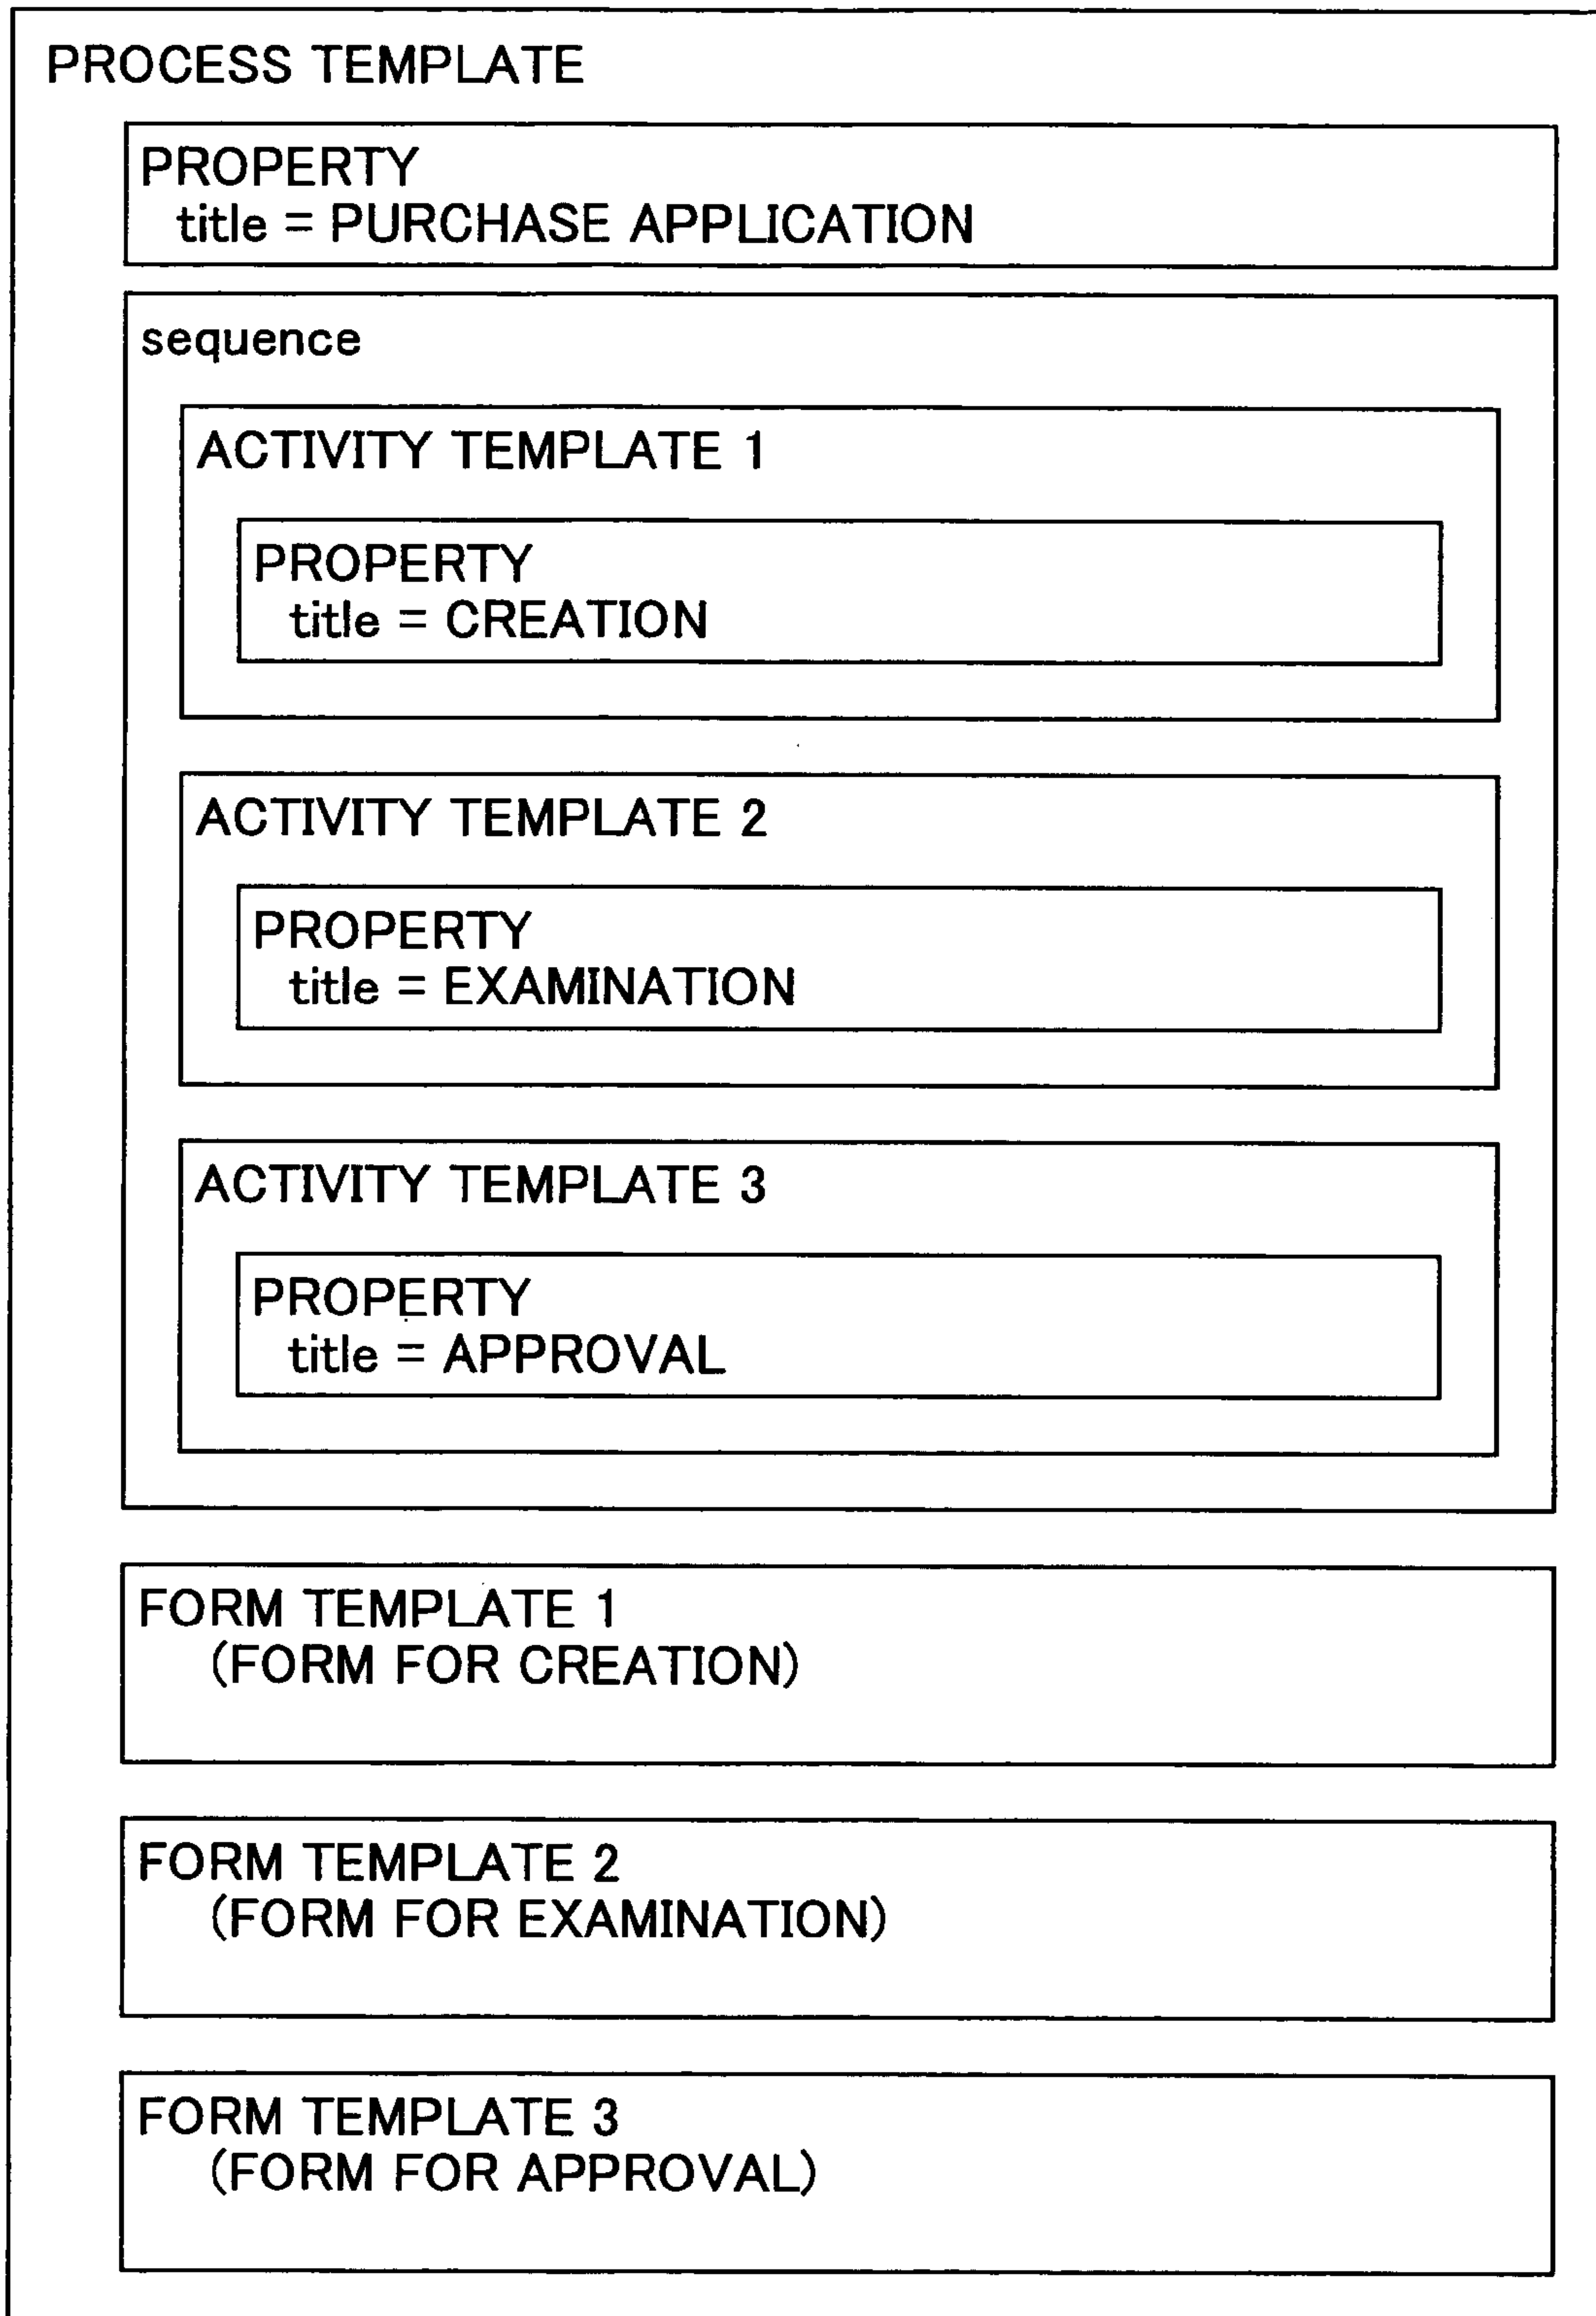 PROCESS TEMPLATE
PROPERTY
title = PURCHASE APPLICATION
sequence
ACTIVITY TEMPLATE 1
PROPERTY
title = CREATION
ACTIVITY TEMPLATE 2
PROPERTY
title = EXAMINATION
ACTIVITY TEMPLATE 3
PROPERTY
title = APPROVAL
FORM TEMPLATE 1
(FORM FOR CREATION)
FORM TEMPLATE 2
(FORM FOR EXAMINATION)
FORM TEMPLATE 3
(FORM FOR APPROVAL)